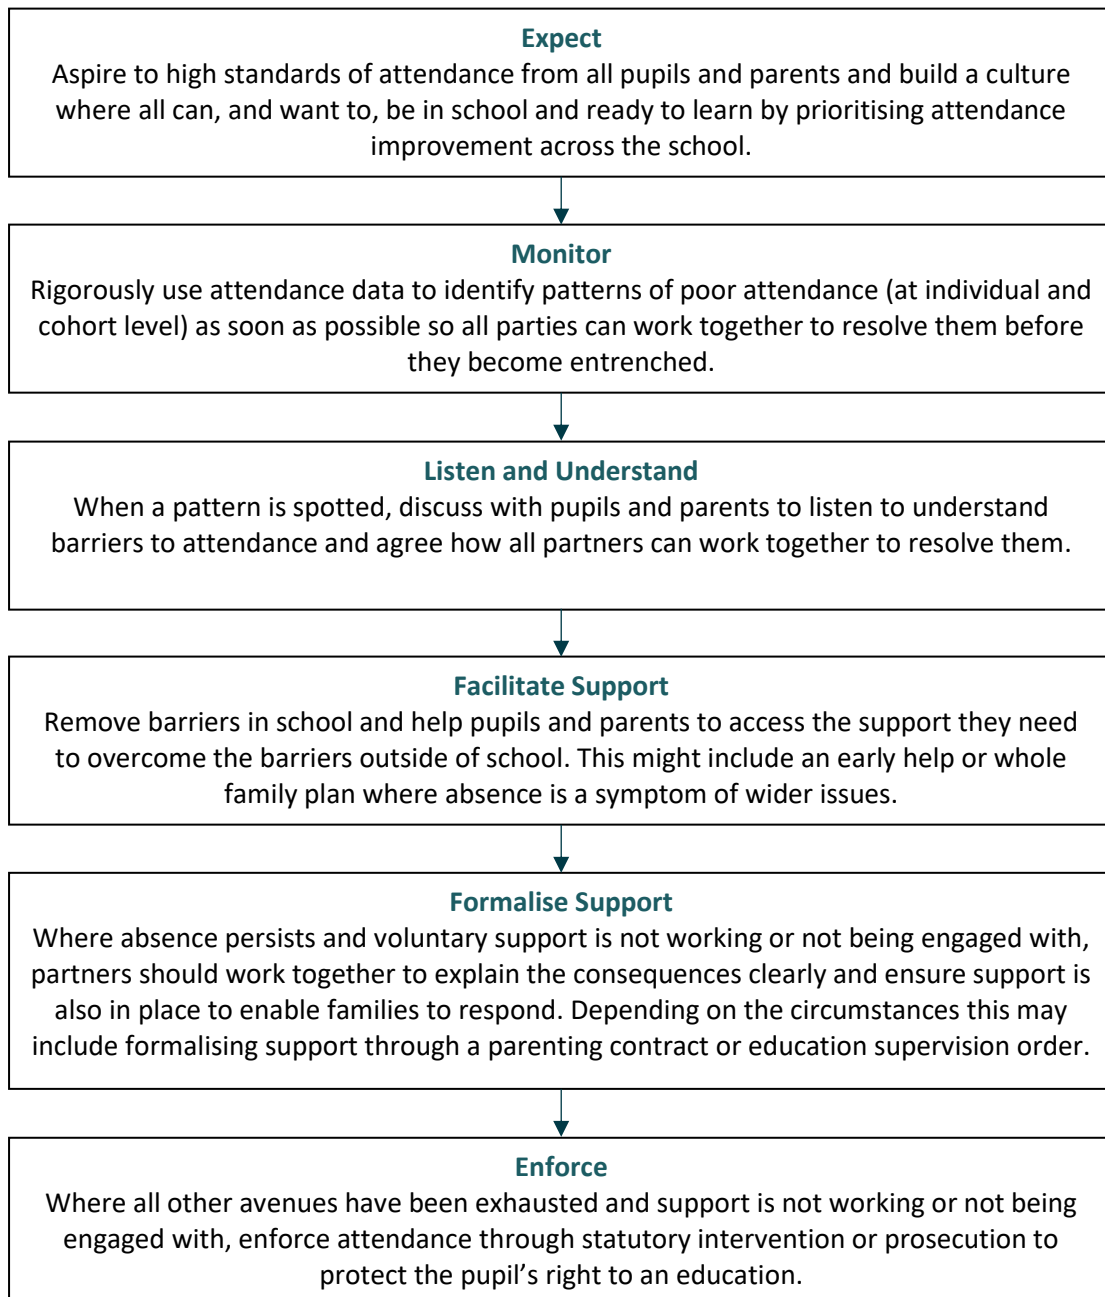 Expect
Aspire to high standards of attendance from all pupils and parents and build a culture
where all can, and want to, be in school and ready to learn by prioritising attendance
improvement across the school.
Monitor
Rigorously use attendance data to identify patterns of poor attendance (at individual and
cohort level) as soon as possible so all parties can work together to resolve them before
they become entrenched.
Listen and Understand
When a pattern is spotted, discuss with pupils and parents to listen to understand
barriers to attendance and agree how all partners can work together to resolve them.
Facilitate Support
Remove barriers in school and help pupils and parents to access the support they need
to overcome the barriers outside of school. This might include an early help or whole
family plan where absence is a symptom of wider issues.
Formalise Support
Where absence persists and voluntary support is not working or not being engaged with,
partners should work together to explain the consequences clearly and ensure support is
also in place to enable families to respond. Depending on the circumstances this may
include formalising support through a parenting contract or education supervision order.
Enforce
Where all other avenues have been exhausted and support is not working or not being
engaged with, enforce attendance through statutory intervention or prosecution to
protect the pupil’s right to an education.